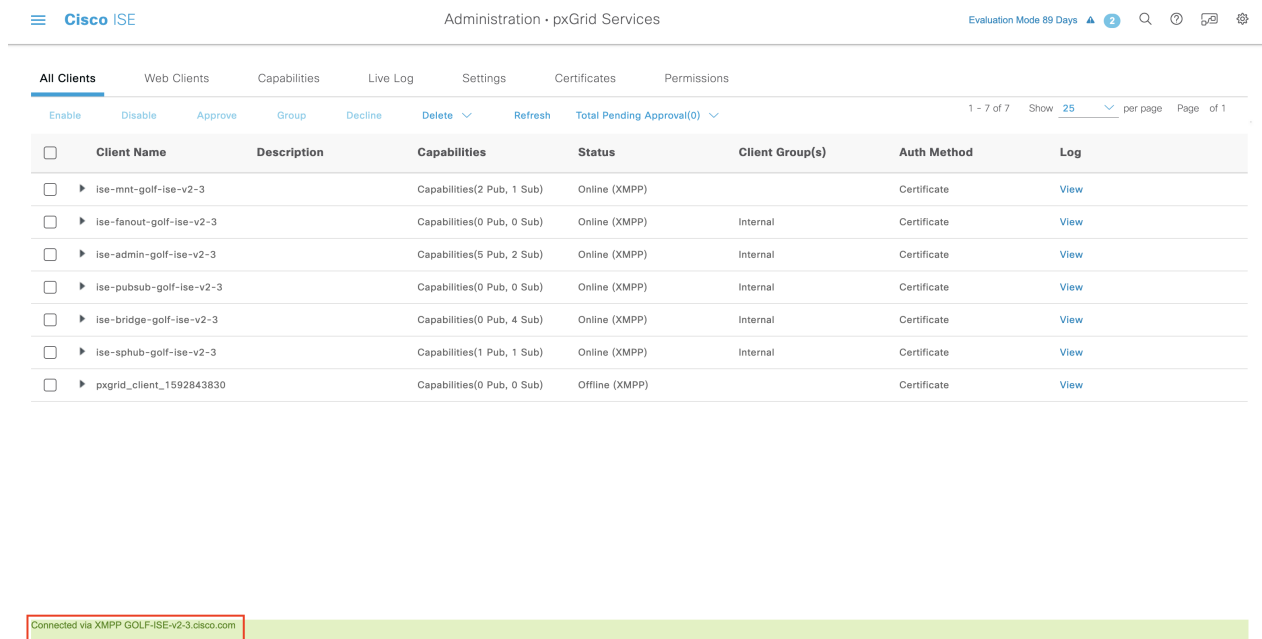 Cisco ISE Administration · pxGrid Services Evaluation Mode 89 Days 2
All Clients Web Clients Capabilities Live Log Settings Certificates Permissions
Enable Disable Approve Group Decline Delete Refresh Total Pending Approval(0) 1 - 7 of 7 Show 25 per page Page of 1
Client Name Description Capabilities Status Client Group(s) Auth Method Log
ise-mnt-golf-ise-v2-3 Capabilities(2 Pub, 1 Sub) Online (XMPP) Certificate View
ise-fanout-golf-ise-v2-3 Capabilities(0 Pub, 0 Sub) Online (XMPP) Internal Certificate View
ise-admin-golf-ise-v2-3 Capabilities(5 Pub, 2 Sub) Online (XMPP) Internal Certificate View
ise-pubsub-golf-ise-v2-3 Capabilities(0 Pub, 0 Sub) Online (XMPP) Internal Certificate View
ise-bridge-golf-ise-v2-3 Capabilities(0 Pub, 4 Sub) Online (XMPP) Internal Certificate View
ise-sphub-golf-ise-v2-3 Capabilities(1 Pub, 1 Sub) Online (XMPP) Internal Certificate View
pxgrid_client_1592843830 Capabilities(0 Pub, 0 Sub) Offline (XMPP) Certificate View
Connected via XMPP GOLF-ISE-v2-3.cisco.com